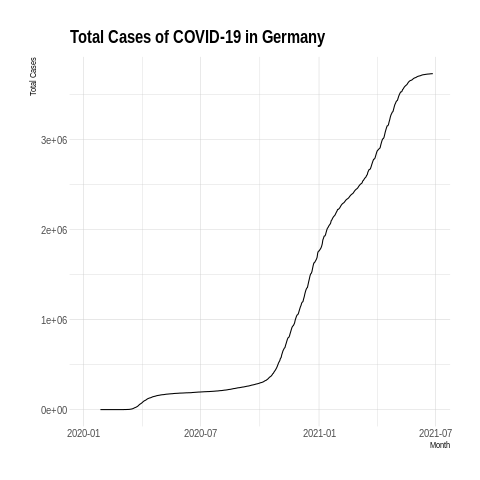 Total Cases of COVID-19 in Germany
Total Cases
3e+06
2e+06
1e+06
0e+00
2020-01 2020-07 2021-01 2021-07
Month